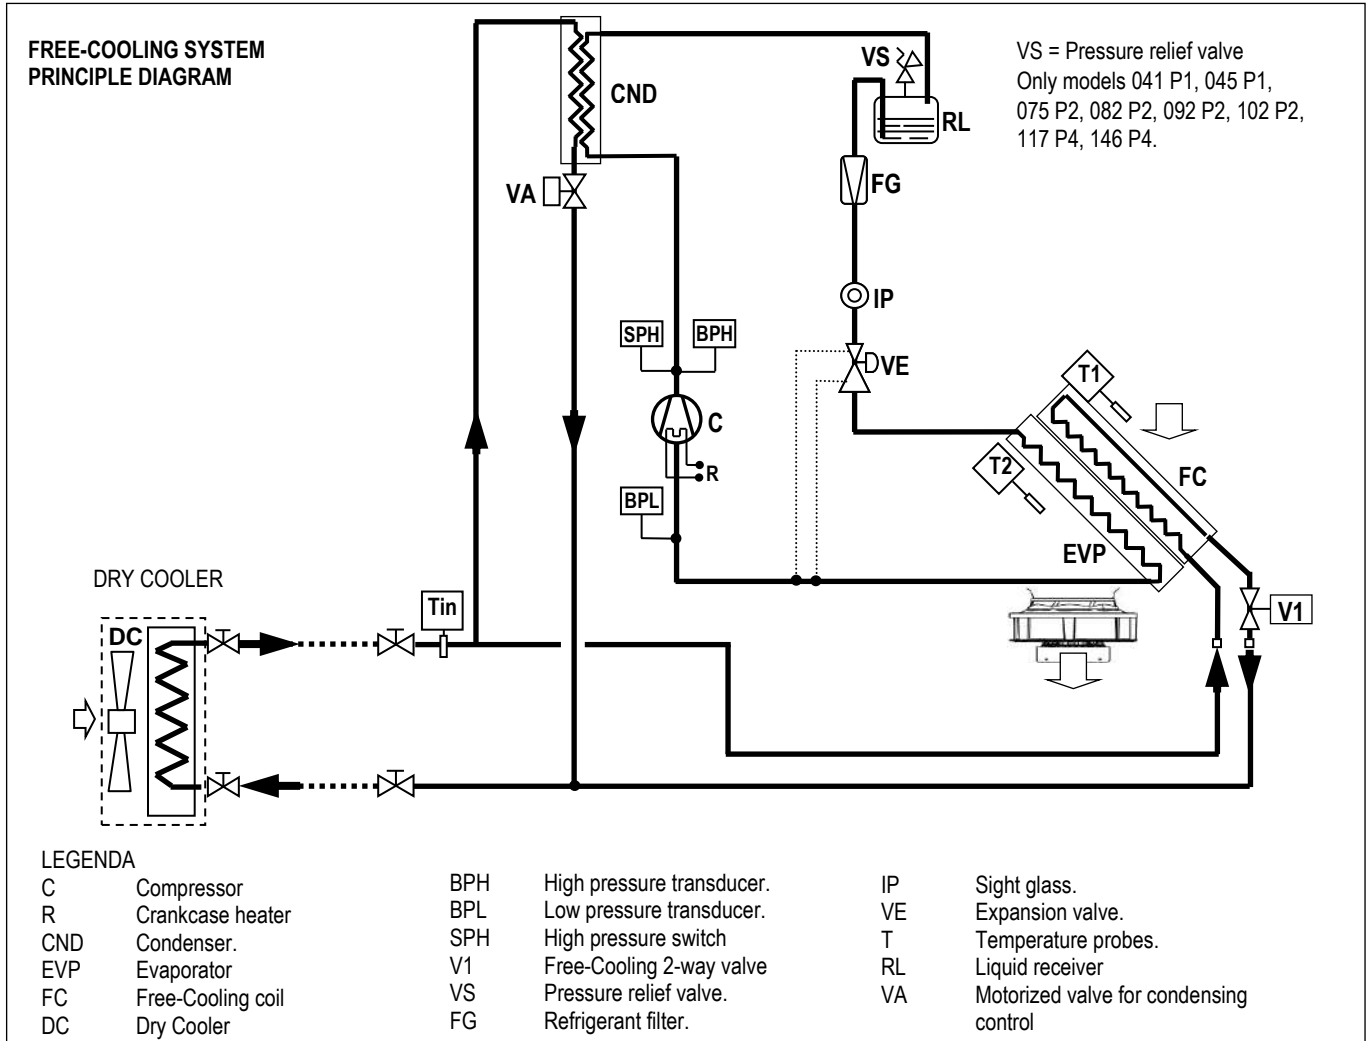 FREE-COOLING SYSTEM
PRINCIPLE DIAGRAM
VS = Pressure relief valve
Only models 041 P1, 045 P1,
075 P2, 082 P2, 092 P2, 102 P2,
117 P4, 146 P4.
VS
CND
RL
VA
FG
IP
SPH
BPH
VE
T1
C
T2
FC
R
BPL
EVP
DRY COOLER
Tin
V1
DC
LEGENDA
C Compressor
R Crankcase heater
CND Condenser.
EVP Evaporator
FC Free-Cooling coil
DC Dry Cooler
BPH High pressure transducer.
BPL Low pressure transducer.
SPH High pressure switch
V1 Free-Cooling 2-way valve
VS Pressure relief valve.
FG Refrigerant filter.
IP Sight glass.
VE Expansion valve.
T Temperature probes.
RL Liquid receiver
VA Motorized valve for condensing
control